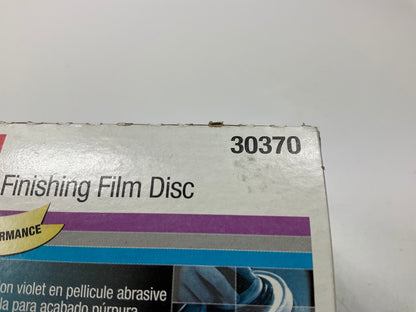 30370
Finishing Film Disc
RMANCE
on violet en pellicule abrasive
la para acabado púrpura